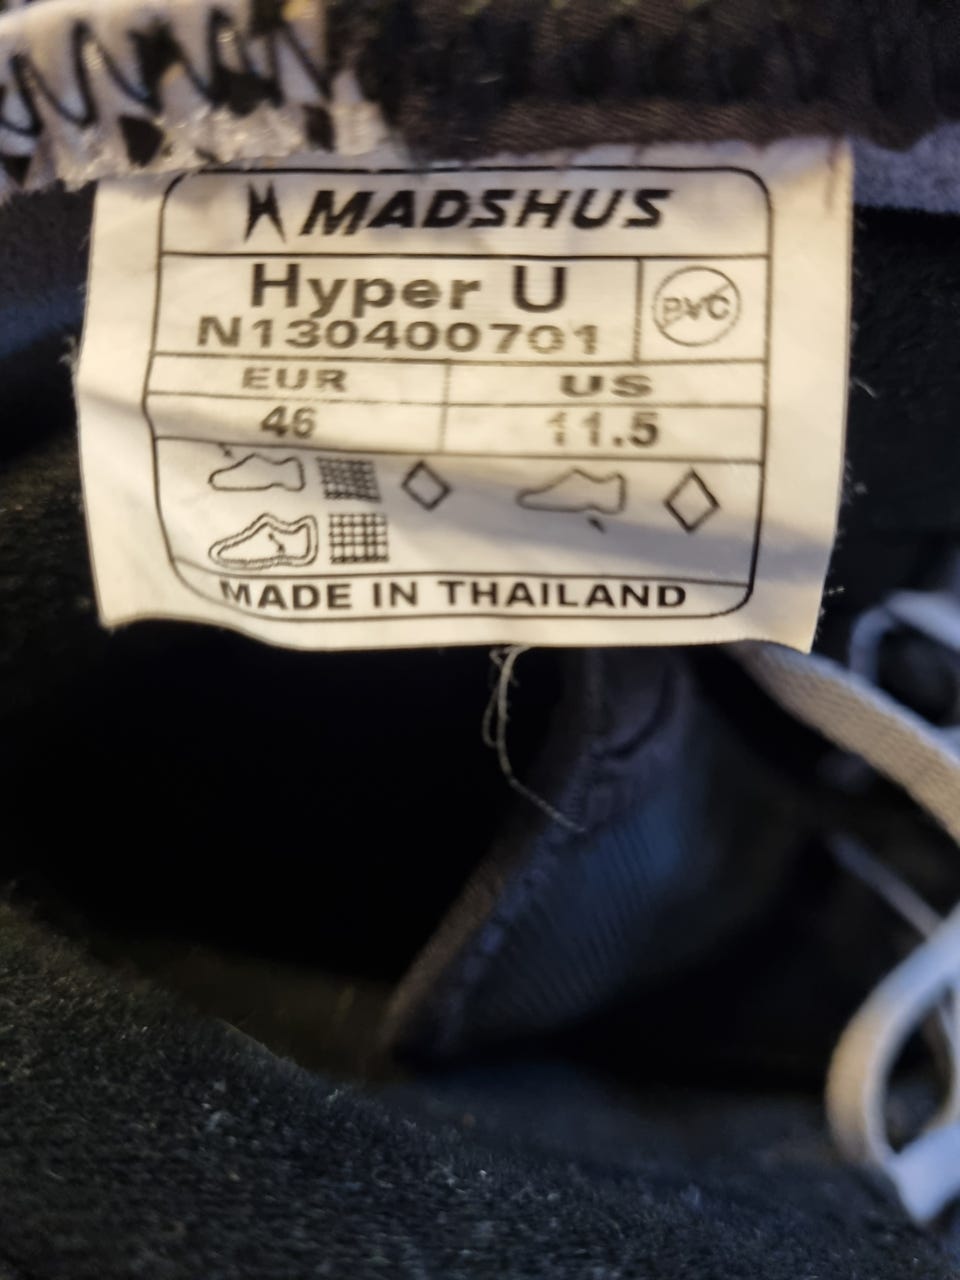 MADSHUS
Hyper U
PVC
N130400701
EUR US
46 11.5
MADE IN THAILAND